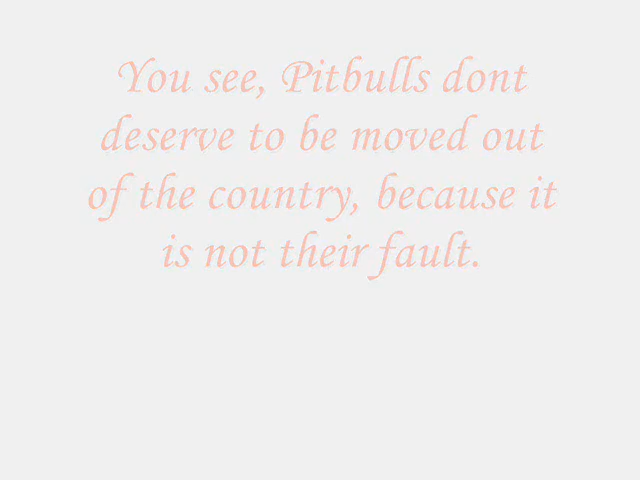 You see, Pitbulls dont
deserve to be moved out
of the country, because it
is not their fault.